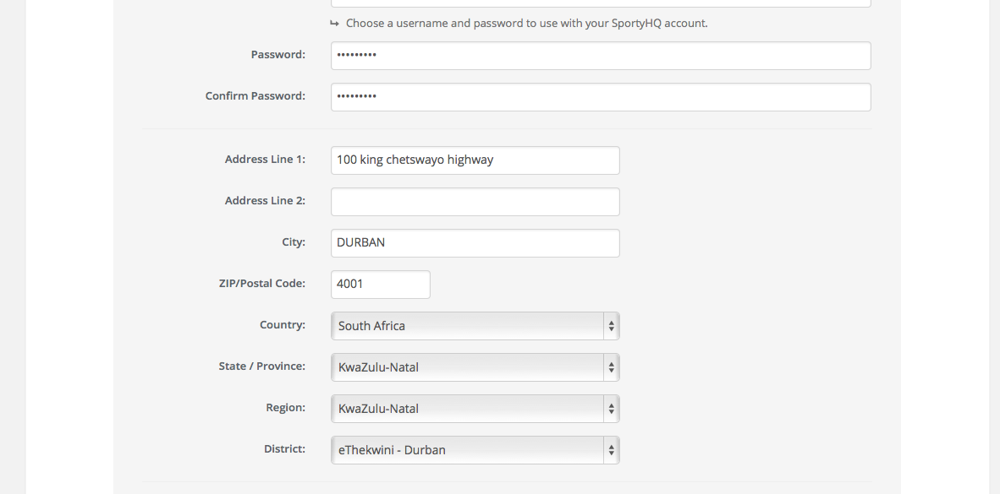 ↳ Choose a username and password to use with your SportyHQ account.
Password: •••••••••
Confirm Password: •••••••••
Address Line 1: 100 king chetswayo highway
Address Line 2:
City: DURBAN
ZIP/Postal Code: 4001
Country: South Africa
State / Province: KwaZulu-Natal
Region: KwaZulu-Natal
District: eThekwini - Durban